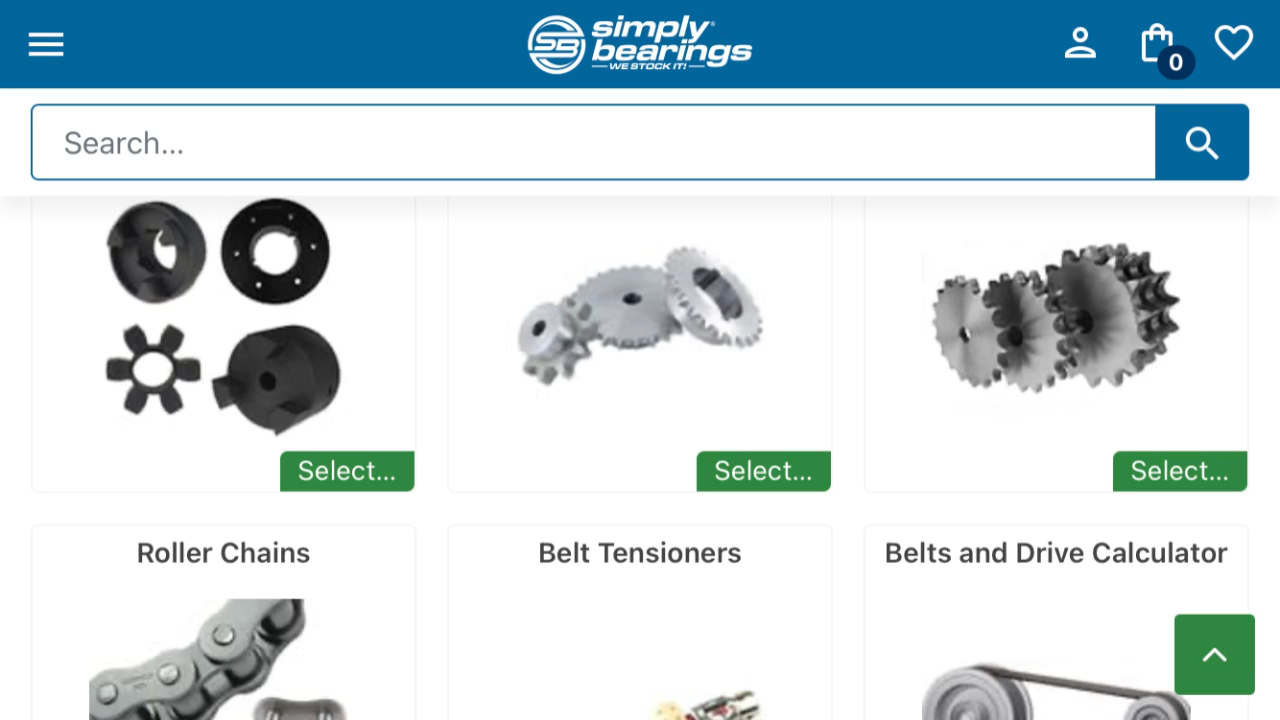 simply
bearings
WE STOCK IT!
0
Search...
Select...
Select...
Select...
Roller Chains
Belt Tensioners
Belts and Drive Calculator